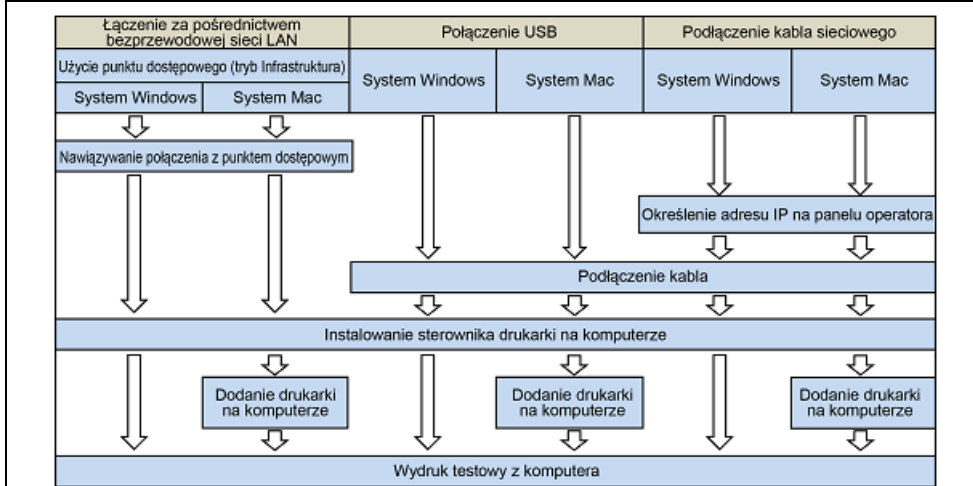 Łączenie za pośrednictwem
bezprzewodowej sieci LAN
Połączenie USB
Podłączenie kabla sieciowego
Użycie punktu dostępowego (tryb Infrastruktura)
System Windows
System Mac
System Windows
System Mac
System Windows
System Mac
Nawiązywanie połączenia z punktem dostępowym
Określenie adresu IP na panelu operatora
Podłączenie kabla
Instalowanie sterownika drukarki na komputerze
Dodanie drukarki
na komputerze
Dodanie drukarki
na komputerze
Dodanie drukarki
na komputerze
Wydruk testowy z komputera